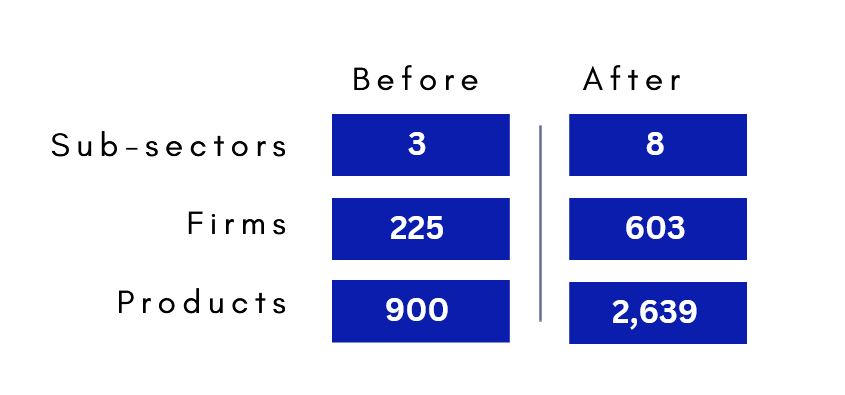 Before After
Sub-sectors 3 8
Firms 225 603
Products 900 2,639